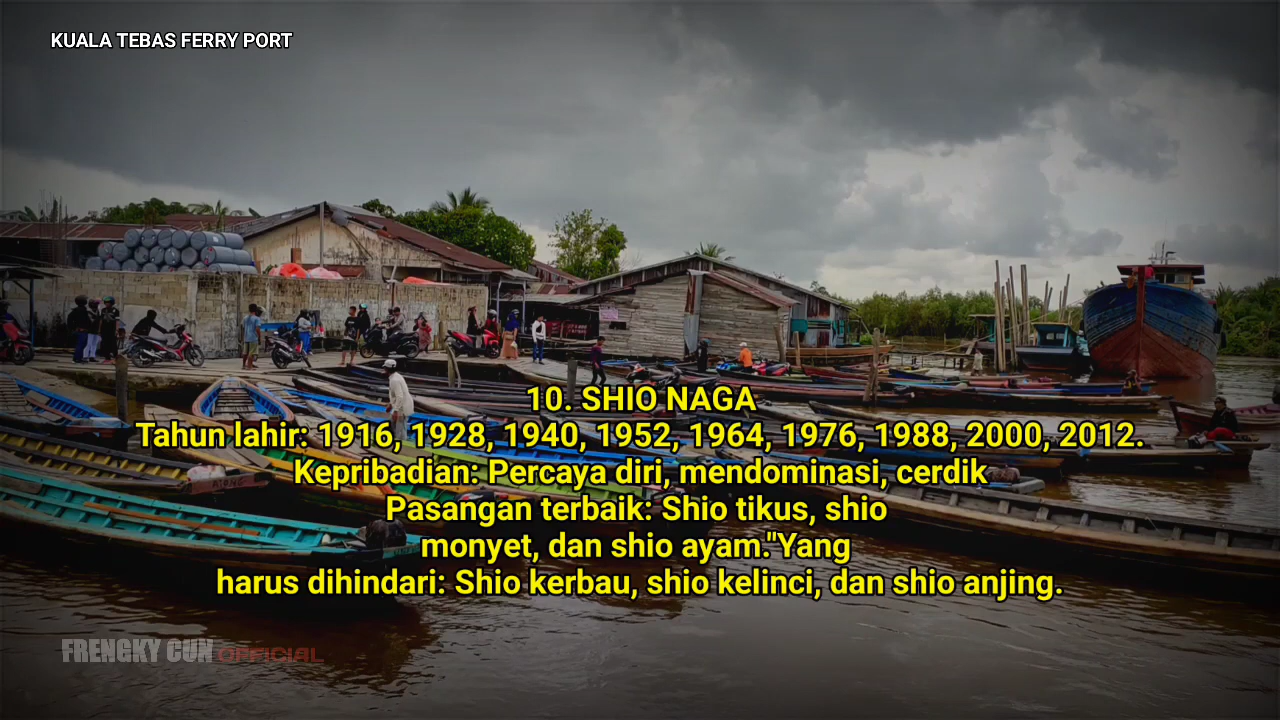 KUALA TEBAS FERRY PORT
10. SHIO NAGA
Tahun lahir: 1916, 1928, 1940, 1952, 1964, 1976, 1988, 2000, 2012.
Kepribadian: Percaya diri, mendominasi, cerdik
Pasangan terbaik: Shio tikus, shio
monyet, dan shio ayam."Yang
harus dihindari: Shio kerbau, shio kelinci, dan shio anjing.
FRENGKY CUN OFFICIAL